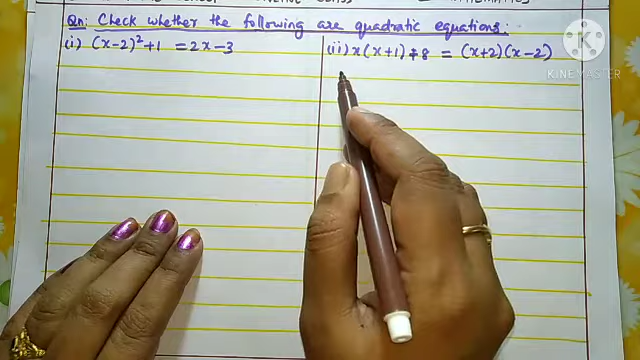 Qn: Check whether the following are quadratic equations:
(i) (x-2)² +1 = 2x-3
(ii) x(x+1)+8 = (x+2)(x-2)
KINEMASTER